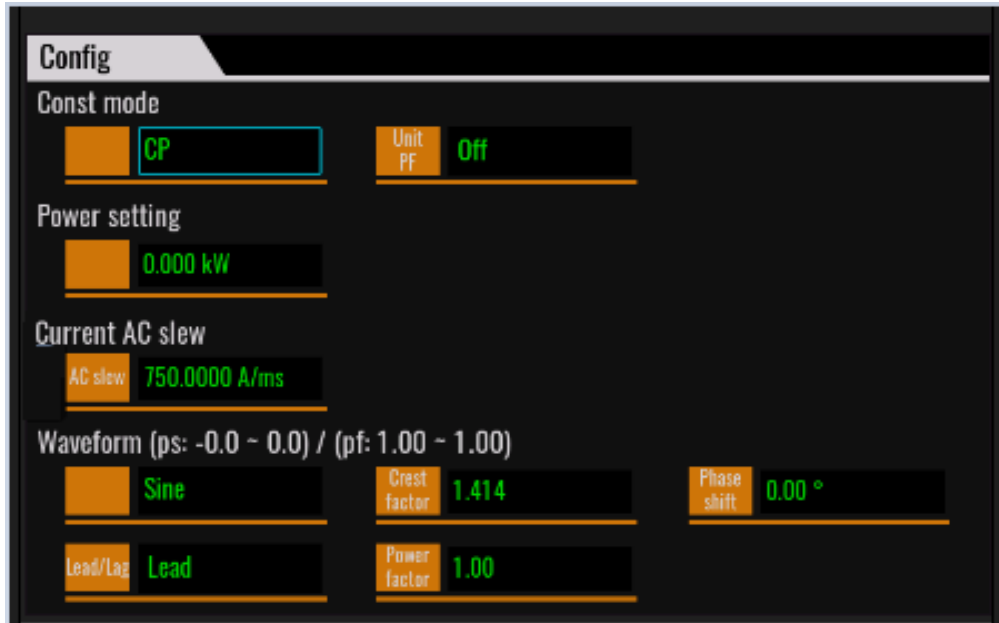 Config
Const mode
CP
Unit PF
Off
Power setting
0.000 kW
Current AC slew
AC slew
750.0000 A/ms
Waveform (ps: -0.0 ~ 0.0) / (pf: 1.00 ~ 1.00)
Sine
Crest factor
1.414
Phase shift
0.00 °
Lead/Lag
Lead
Power factor
1.00